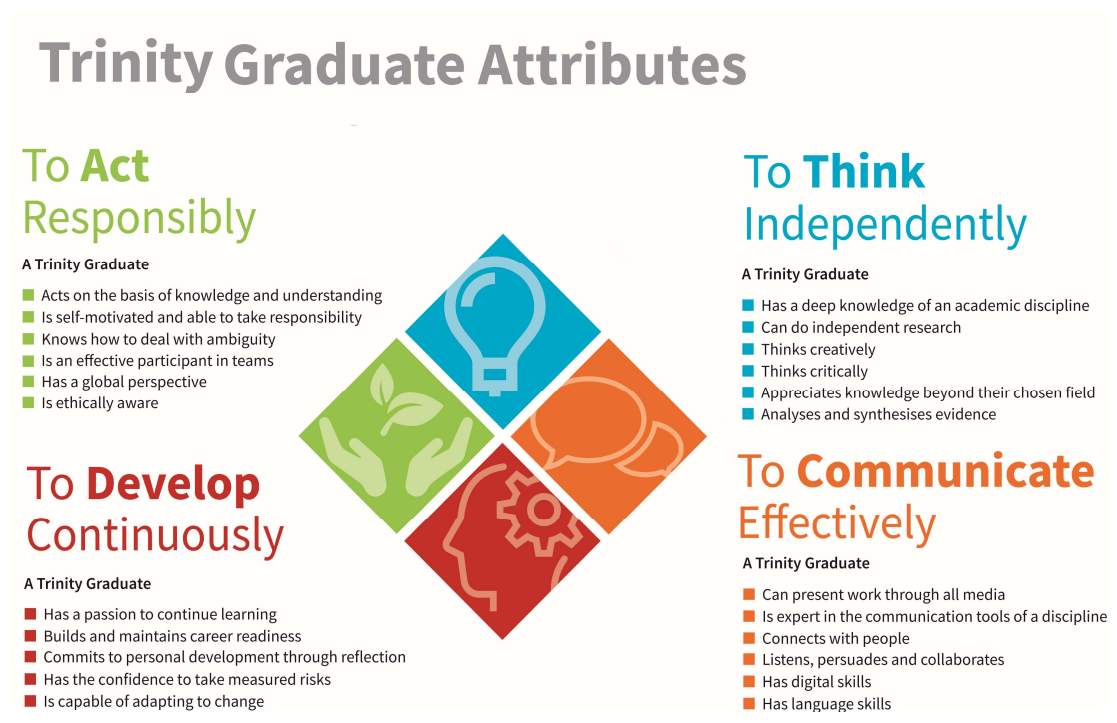 Trinity Graduate Attributes
To Act
Responsibly
A Trinity Graduate
Acts on the basis of knowledge and understanding
Is self-motivated and able to take responsibility
Knows how to deal with ambiguity
Is an effective participant in teams
Has a global perspective
Is ethically aware
To Think
Independently
A Trinity Graduate
Has a deep knowledge of an academic discipline
Can do independent research
Thinks creatively
Thinks critically
Appreciates knowledge beyond their chosen field
Analyses and synthesises evidence
To Develop
Continuously
A Trinity Graduate
Has a passion to continue learning
Builds and maintains career readiness
Commits to personal development through reflection
Has the confidence to take measured risks
Is capable of adapting to change
To Communicate
Effectively
A Trinity Graduate
Can present work through all media
Is expert in the communication tools of a discipline
Connects with people
Listens, persuades and collaborates
Has digital skills
Has language skills